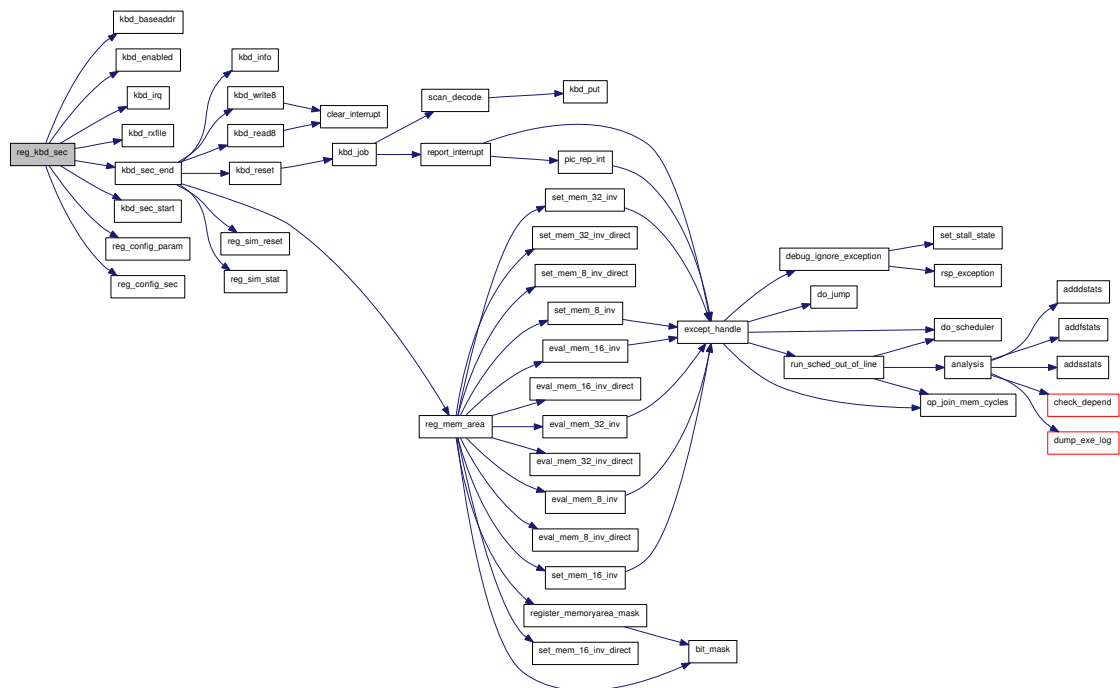 reg_kbd_sec
kbd_baseaddr
kbd_enabled
kbd_irq
kbd_rxfile
kbd_sec_end
kbd_sec_start
reg_config_param
reg_config_sec
kbd_info
kbd_write8
kbd_read8
kbd_reset
reg_sim_reset
reg_sim_stat
clear_interrupt
kbd_job
scan_decode
report_interrupt
reg_mem_area
kbd_put
pic_rep_int
set_mem_32_inv
set_mem_32_inv_direct
set_mem_8_inv_direct
set_mem_8_inv
eval_mem_16_inv
eval_mem_16_inv_direct
eval_mem_32_inv
eval_mem_32_inv_direct
eval_mem_8_inv
eval_mem_8_inv_direct
set_mem_16_inv
register_memoryarea_mask
set_mem_16_inv_direct
except_handle
bit_mask
debug_ignore_exception
do_jump
run_sched_out_of_line
set_stall_state
rsp_exception
do_scheduler
analysis
op_join_mem_cycles
adddstats
addfstats
addsstats
check_depend
dump_exe_log